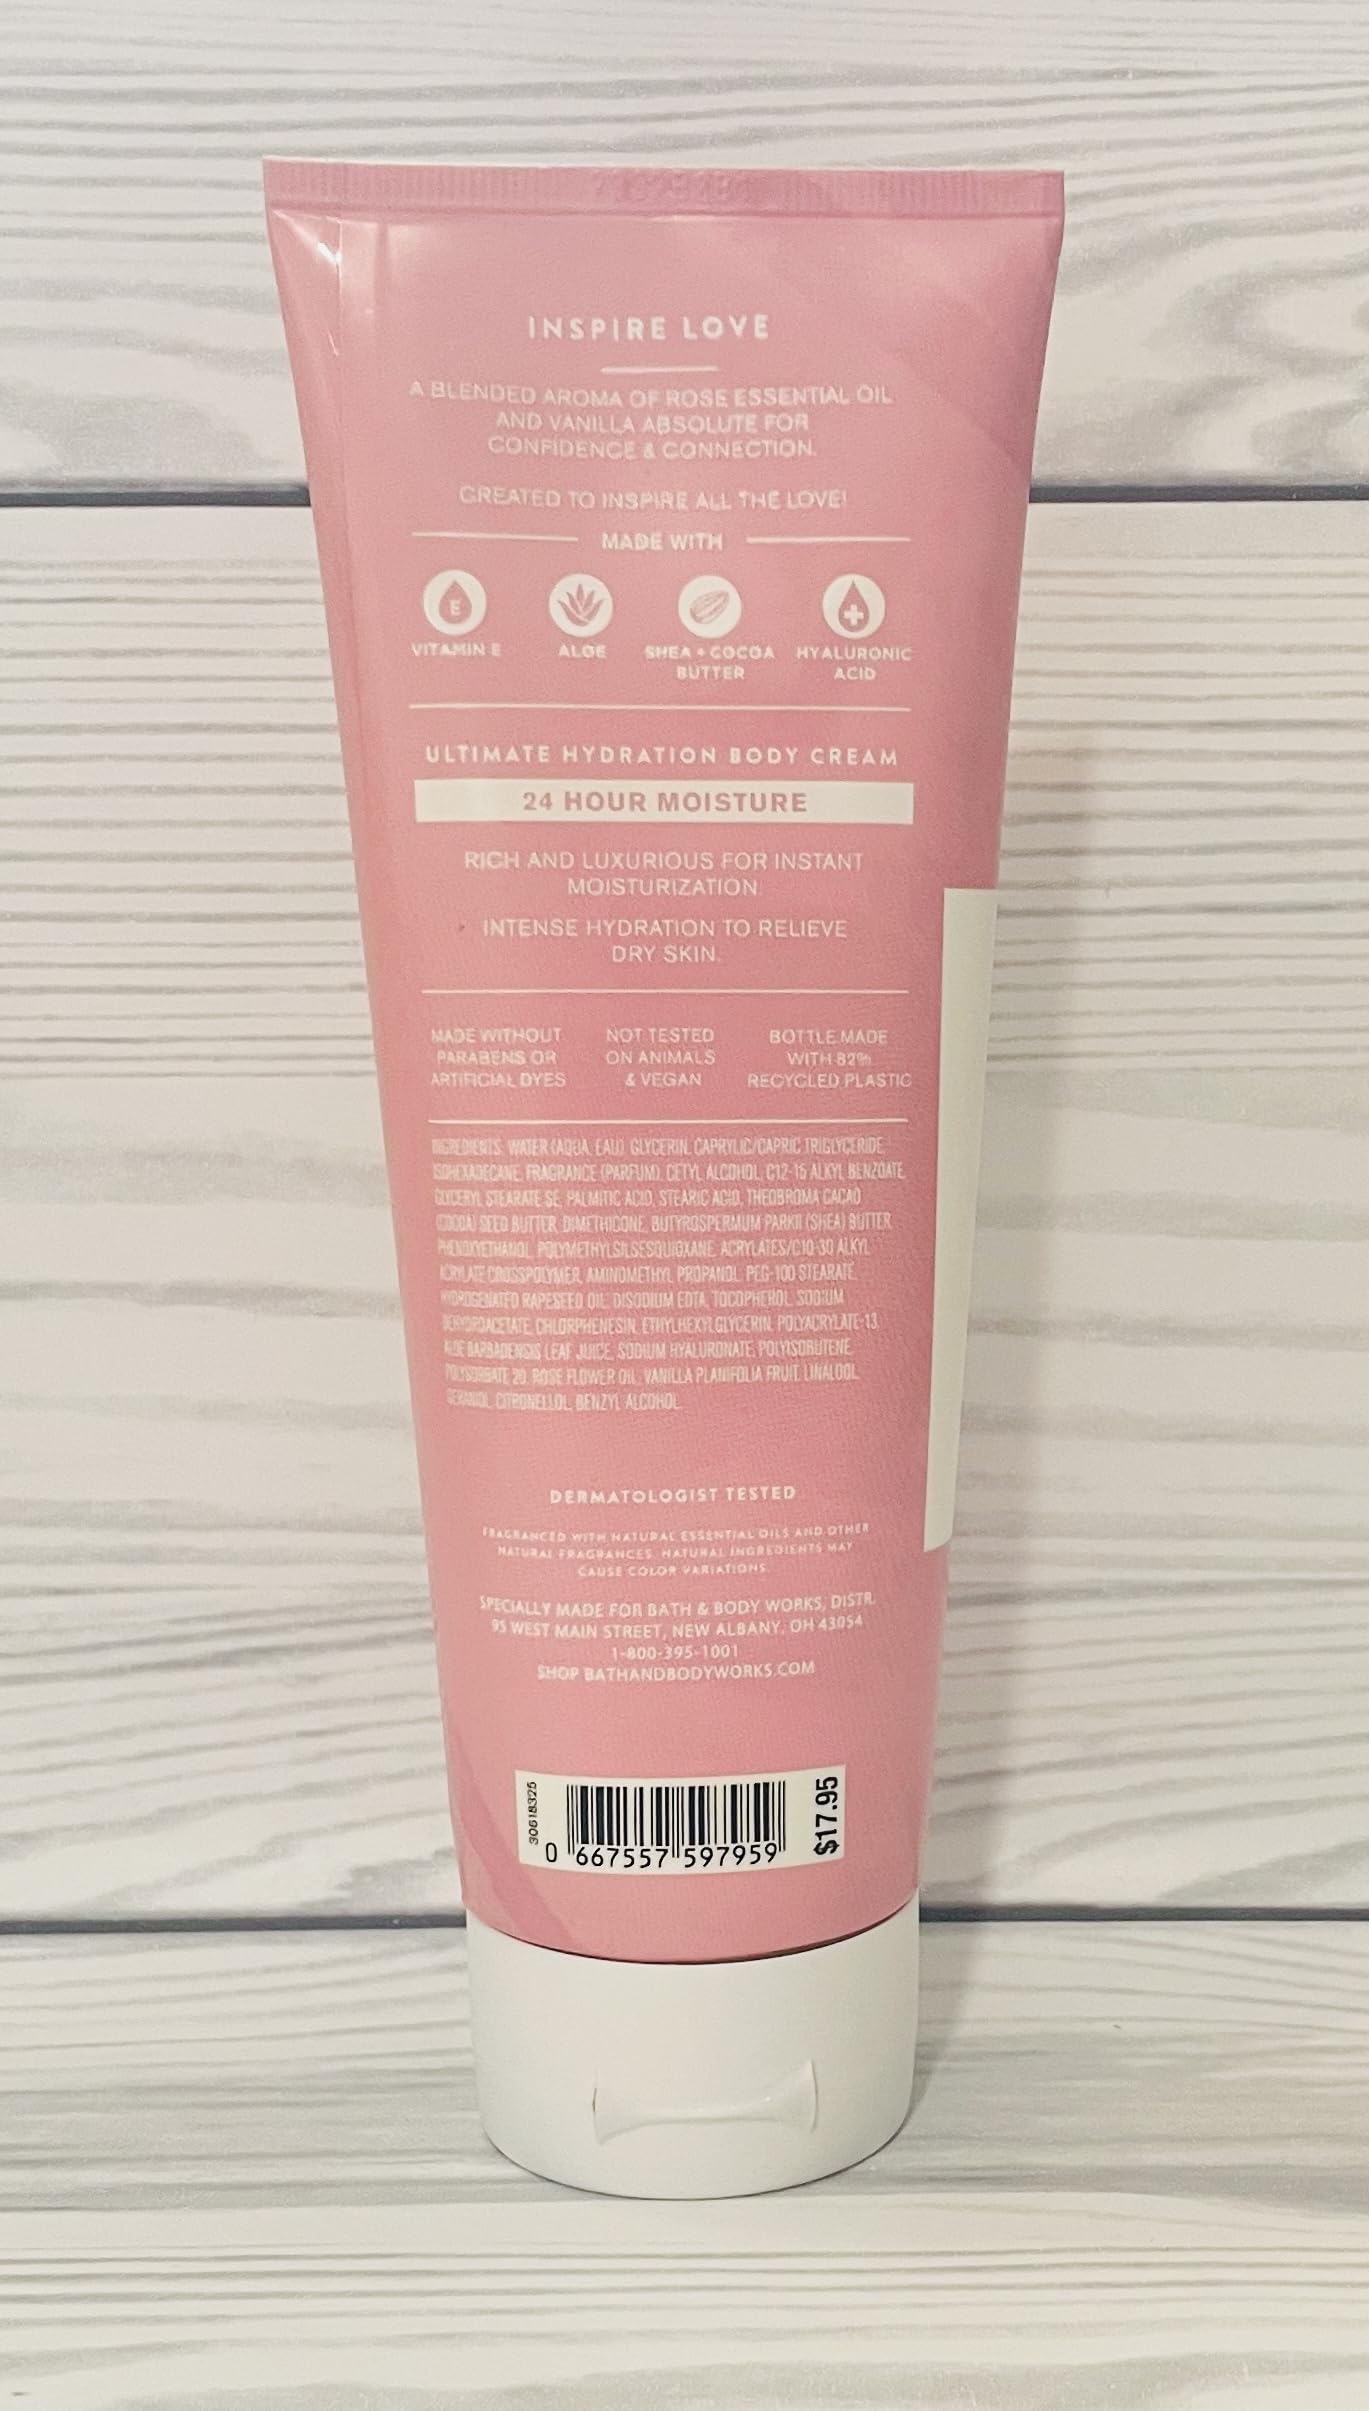 INSPIRE LOVE
A BLENDED AROMA OF ROSE ESSENTIAL OIL
AND VANILLA ABSOLUTE FOR
CONFIDENCE & CONNECTION.
CREATED TO INSPIRE ALL THE LOVE!
MADE WITH
E
VITAMIN E
ALOE
SHEA + COCOA
BUTTER
HYALURONIC
ACID
ULTIMATE HYDRATION BODY CREAM
24 HOUR MOISTURE
RICH AND LUXURIOUS FOR INSTANT
MOISTURIZATION.
INTENSE HYDRATION TO RELIEVE
DRY SKIN.
MADE WITHOUT
PARABENS OR
ARTIFICIAL DYES
NOT TESTED
ON ANIMALS
& VEGAN
BOTTLE MADE
WITH 82%
RECYCLED PLASTIC
INGREDIENTS: WATER (AQUA, EAU), GLYCERIN, CAPRYLIC/CAPRIC TRIGLYCERIDE,
ISOHEXADECANE, FRAGRANCE (PARFUM), CETYL ALCOHOL, C12-15 ALKYL BENZOATE,
GLYCERYL STEARATE SE, PALMITIC ACID, STEARIC ACID, THEOBROMA CACAO
(COCOA) SEED BUTTER, DIMETHICONE, BUTYROSPERMUM PARKII (SHEA) BUTTER,
PHENOXYETHANOL, POLYMETHYLSILSESQUIOXANE, ACRYLATES/C10-30 ALKYL
ACRYLATE CROSSPOLYMER, AMINOMETHYL PROPANOL, PEG-100 STEARATE,
HYDROGENATED RAPESEED OIL, DISODIUM EDTA, TOCOPHEROL, SODIUM
DEHYDROACETATE, CHLORPHENESIN, ETHYLHEXYLGLYCERIN, POLYACRYLATE-13,
ALOE BARBADENSIS LEAF JUICE, SODIUM HYALURONATE, POLYISOBUTENE,
POLYSORBATE 20, ROSE FLOWER OIL, VANILLA PLANIFOLIA FRUIT, LINALOOL,
GERANIOL, CITRONELLOL, BENZYL ALCOHOL.
DERMATOLOGIST TESTED
FRAGRANCED WITH NATURAL ESSENTIAL OILS AND OTHER
NATURAL FRAGRANCES. NATURAL INGREDIENTS MAY
CAUSE COLOR VARIATIONS.
SPECIALLY MADE FOR BATH & BODY WORKS, DISTR.
95 WEST MAIN STREET, NEW ALBANY, OH 43054
1-800-395-1001
SHOP BATHANDBODYWORKS.COM
30618325
0 667557 597959
$17.95